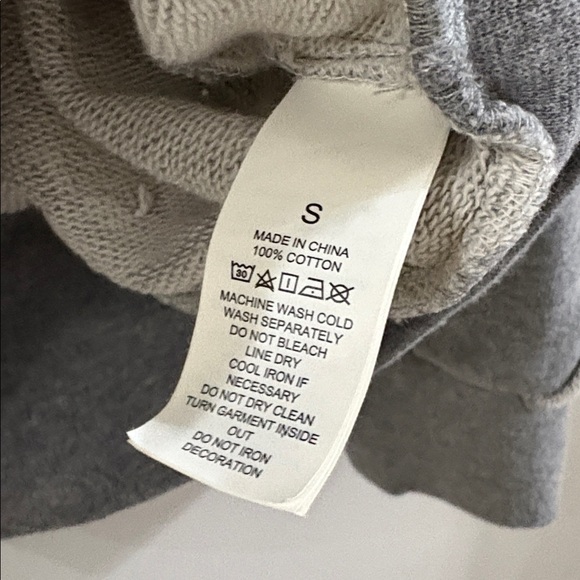 S
MADE IN CHINA
100% COTTON
30
MACHINE WASH COLD
WASH SEPARATELY
DO NOT BLEACH
LINE DRY
COOL IRON IF
NECESSARY
DO NOT DRY CLEAN
TURN GARMENT INSIDE
OUT
DO NOT IRON
DECORATION